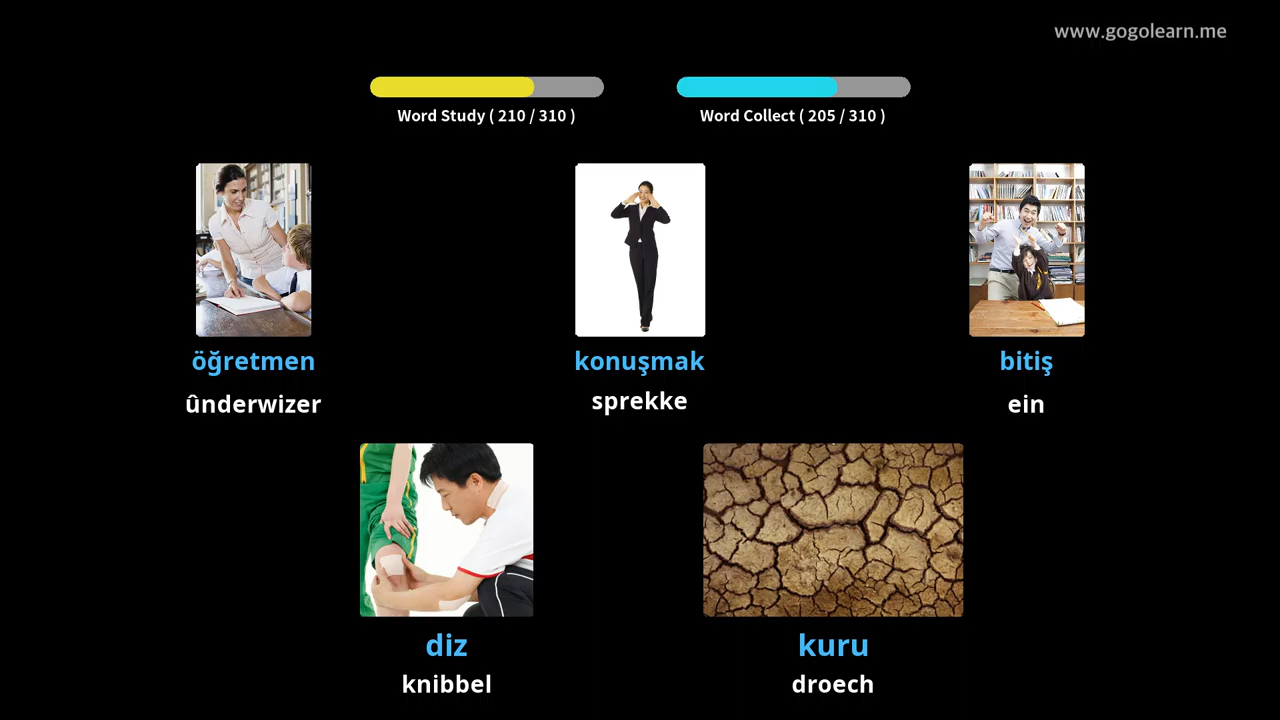 www.gogolearn.me
Word Study ( 210 / 310 )
Word Collect ( 205 / 310 )
öğretmen
ûnderwizer
konuşmak
sprekke
bitiş
ein
diz
knibbel
kuru
droech